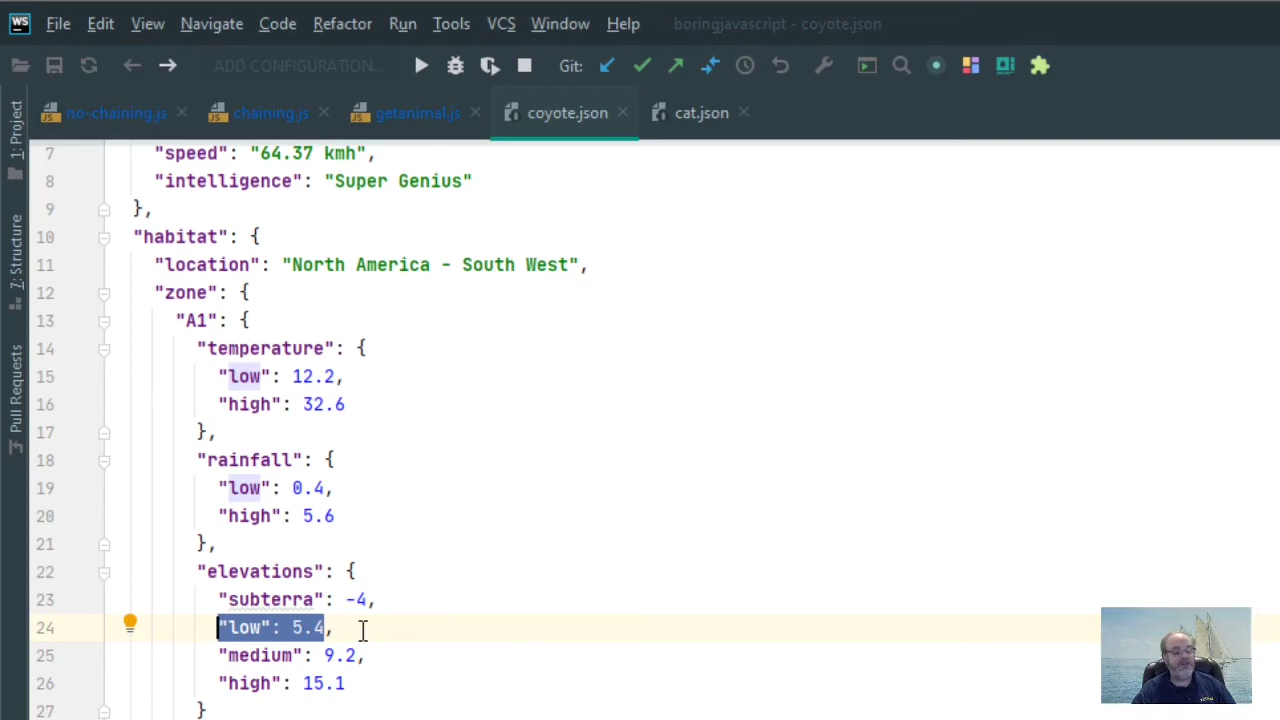 WS File Edit View Navigate Code Refactor Run Tools VCS Window Help boringjavascript - coyote.json
ADD CONFIGURATION... Git:
no-chaining.js chaining.js getanimal.js coyote.json cat.json
1: Project
7: Structure
Pull Requests
7 "speed": "64.37 kmh",
8 "intelligence": "Super Genius"
9 },
10 "habitat": {
11 "location": "North America - South West",
12 "zone": {
13 "A1": {
14 "temperature": {
15 "low": 12.2,
16 "high": 32.6
17 },
18 "rainfall": {
19 "low": 0.4,
20 "high": 5.6
21 },
22 "elevations": {
23 "subterra": -4,
24 "low": 5.4,
25 "medium": 9.2,
26 "high": 15.1
27 }